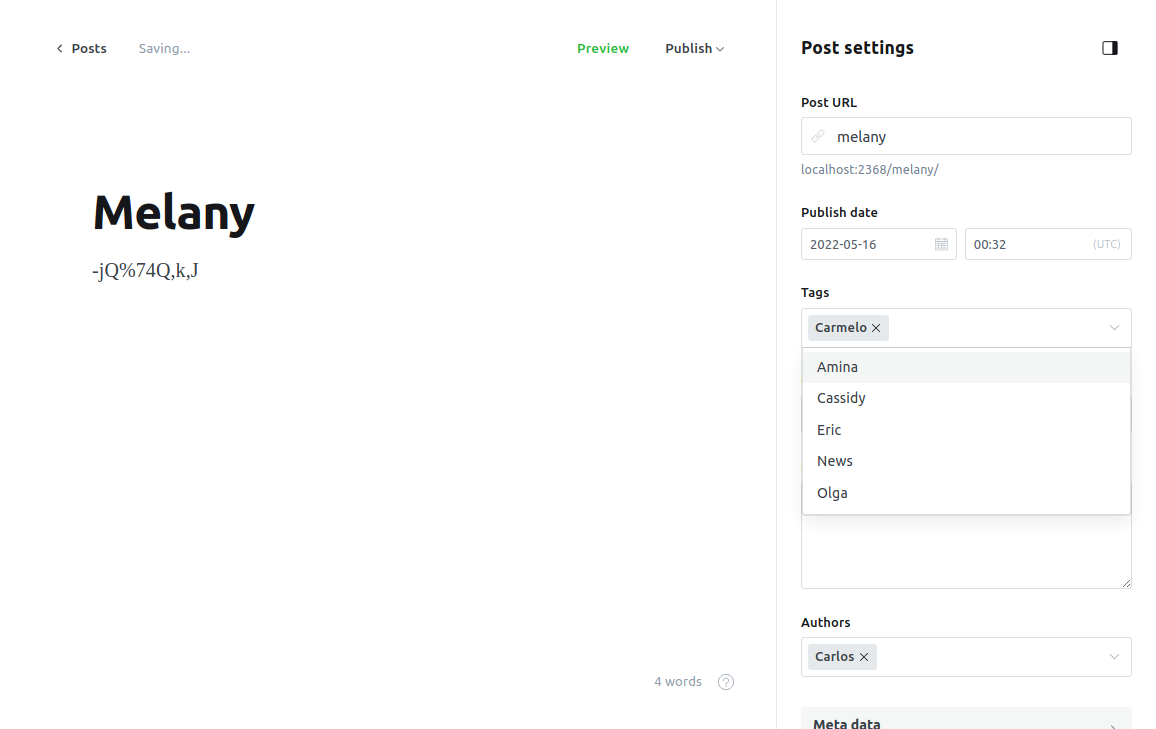 Posts
Saving...
Preview
Publish
Melany
-jQ%74Q,k,J
4 words
?
Post settings
Post URL
melany
localhost:2368/melany/
Publish date
2022-05-16
00:32
(UTC)
Tags
Carmelo
Amina
Cassidy
Eric
News
Olga
Authors
Carlos
Meta data